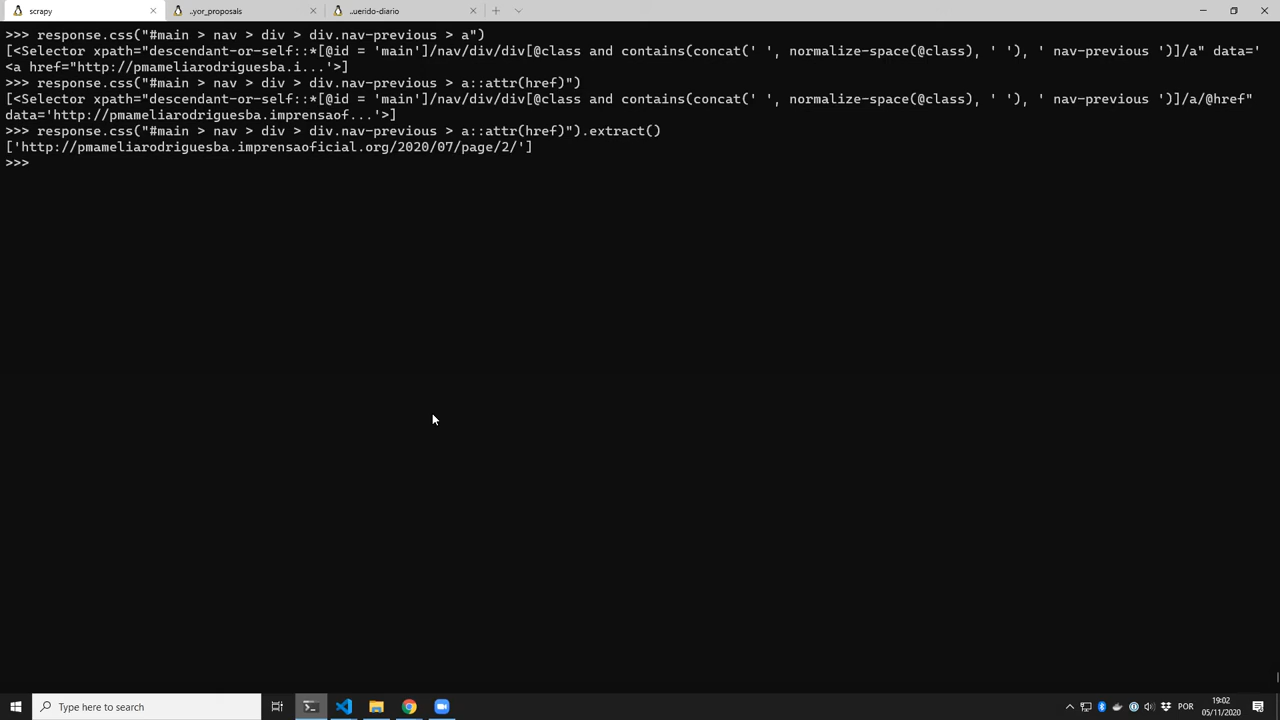 scrapy
..yor_proposals
..uerido-diario
>>> response.css("#main > nav > div > div.nav-previous > a")
[<Selector xpath="descendant-or-self::*[@id = 'main']/nav/div/div[@class and contains(concat(' ', normalize-space(@class), ' '), ' nav-previous ')]/a" data='
<a href="http://pmameliarodriguesba.i...'>]
>>> response.css("#main > nav > div > div.nav-previous > a::attr(href)")
[<Selector xpath="descendant-or-self::*[@id = 'main']/nav/div/div[@class and contains(concat(' ', normalize-space(@class), ' '), ' nav-previous ')]/a/@href"
data='http://pmameliarodriguesba.imprensaof...'>]
>>> response.css("#main > nav > div > div.nav-previous > a::attr(href)").extract()
['http://pmameliarodriguesba.imprensaoficial.org/2020/07/page/2/']
>>>
Type here to search
POR
19:02
05/11/2020